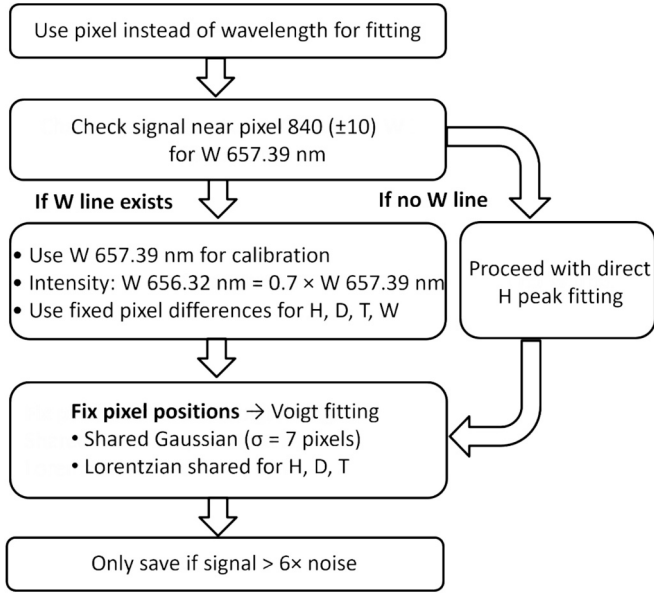 Use pixel instead of wavelength for fitting
Check signal near pixel 840 (±10)
for W 657.39 nm
If W line exists
If no W line
• Use W 657.39 nm for calibration
• Intensity: W 656.32 nm = 0.7 × W 657.39 nm
• Use fixed pixel differences for H, D, T, W
Proceed with direct
H peak fitting
Fix pixel positions → Voigt fitting
• Shared Gaussian (σ = 7 pixels)
• Lorentzian shared for H, D, T
Only save if signal > 6× noise